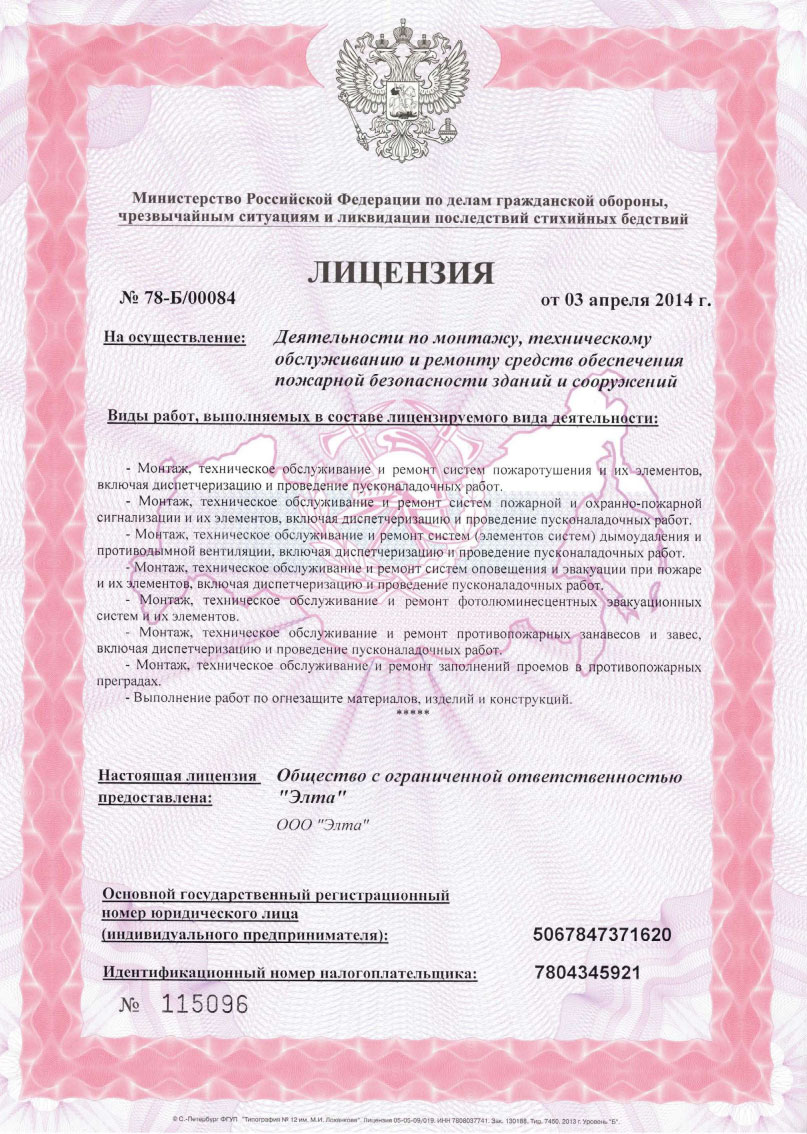 Министерство Российской Федерации по делам гражданской обороны,
чрезвычайным ситуациям и ликвидации последствий стихийных бедствий
ЛИЦЕНЗИЯ
№ 78-Б/00084
от 03 апреля 2014 г.
На осуществление:
Деятельности по монтажу, техническому
обслуживанию и ремонту средств обеспечения
пожарной безопасности зданий и сооружений
Виды работ, выполняемых в составе лицензируемого вида деятельности:
- Монтаж, техническое обслуживание и ремонт систем пожаротушения и их элементов,
включая диспетчеризацию и проведение пусконаладочных работ.
- Монтаж, техническое обслуживание и ремонт систем пожарной и охранно-пожарной
сигнализации и их элементов, включая диспетчеризацию и проведение пусконаладочных работ.
- Монтаж, техническое обслуживание и ремонт систем (элементов систем) дымоудаления и
противодымной вентиляции, включая диспетчеризацию и проведение пусконаладочных работ.
- Монтаж, техническое обслуживание и ремонт систем оповещения и эвакуации при пожаре
и их элементов, включая диспетчеризацию и проведение пусконаладочных работ.
- Монтаж, техническое обслуживание и ремонт фотолюминесцентных эвакуационных
систем и их элементов.
- Монтаж, техническое обслуживание и ремонт противопожарных занавесов и завес,
включая диспетчеризацию и проведение пусконаладочных работ.
- Монтаж, техническое обслуживание и ремонт заполнений проемов в противопожарных
преградах.
- Выполнение работ по огнезащите материалов, изделий и конструкций.
*****
Настоящая лицензия
предоставлена:
Общество с ограниченной ответственностью
"Элта"
ООО "Элта"
Основной государственный регистрационный
номер юридического лица
(индивидуального предпринимателя):
5067847371620
Идентификационный номер налогоплательщика:
7804345921
№ 115096
© С.-Петербург ФГУП "Типография № 12 им. М.И. Лоханкова". Лицензия 05-05-09/019. ИНН 7808037741. Зак. 130188. Тир. 7450. 2013 г. Уровень "Б".